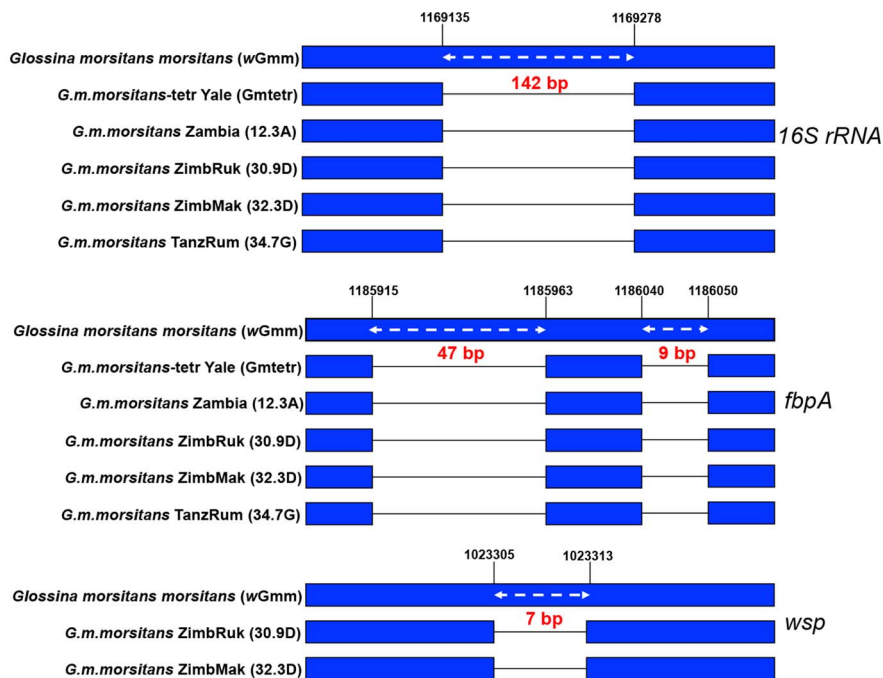 1169135 1169278
Glossina morsitans morsitans (wGmm)
142 bp
G.m.morsitans-tetr Yale (Gmtetr)
G.m.morsitans Zambia (12.3A)
16S rRNA
G.m.morsitans ZimbRuk (30.9D)
G.m.morsitans ZimbMak (32.3D)
G.m.morsitans TanzRum (34.7G)
1185915 1185963 1186040 1186050
Glossina morsitans morsitans (wGmm)
47 bp 9 bp
G.m.morsitans-tetr Yale (Gmtetr)
G.m.morsitans Zambia (12.3A)
fbpA
G.m.morsitans ZimbRuk (30.9D)
G.m.morsitans ZimbMak (32.3D)
G.m.morsitans TanzRum (34.7G)
1023305 1023313
Glossina morsitans morsitans (wGmm)
7 bp
wsp
G.m.morsitans ZimbRuk (30.9D)
G.m.morsitans ZimbMak (32.3D)